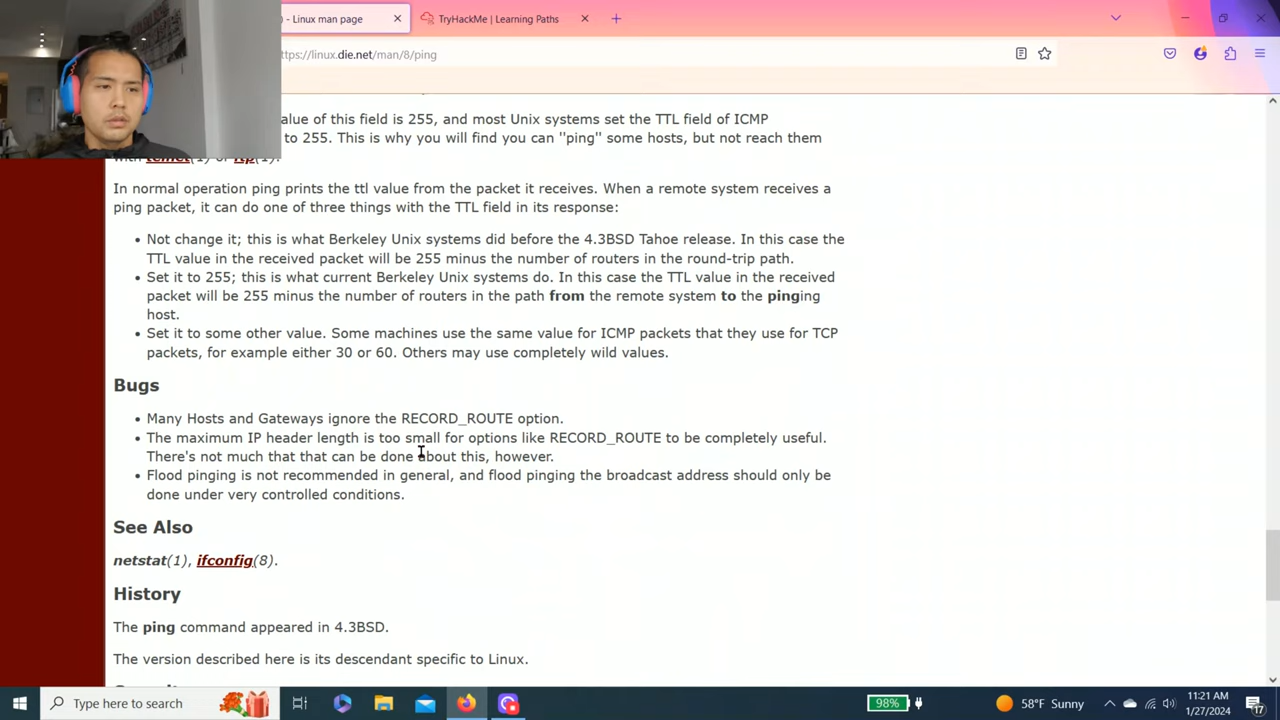 - Linux man page
TryHackMe | Learning Paths
ttps://linux.die.net/man/8/ping
alue of this field is 255, and most Unix systems set the TTL field of ICMP
to 255. This is why you will find you can ''ping'' some hosts, but not reach them
with telnet(1) or ftp(1).
In normal operation ping prints the ttl value from the packet it receives. When a remote system receives a
ping packet, it can do one of three things with the TTL field in its response:
• Not change it; this is what Berkeley Unix systems did before the 4.3BSD Tahoe release. In this case the
TTL value in the received packet will be 255 minus the number of routers in the round-trip path.
• Set it to 255; this is what current Berkeley Unix systems do. In this case the TTL value in the received
packet will be 255 minus the number of routers in the path from the remote system to the pinging
host.
• Set it to some other value. Some machines use the same value for ICMP packets that they use for TCP
packets, for example either 30 or 60. Others may use completely wild values.
Bugs
• Many Hosts and Gateways ignore the RECORD_ROUTE option.
• The maximum IP header length is too small for options like RECORD_ROUTE to be completely useful.
There's not much that that can be done about this, however.
• Flood pinging is not recommended in general, and flood pinging the broadcast address should only be
done under very controlled conditions.
See Also
netstat(1), ifconfig(8).
History
The ping command appeared in 4.3BSD.
The version described here is its descendant specific to Linux.
Type here to search
98%
58°F Sunny
11:21 AM
1/27/2024
17